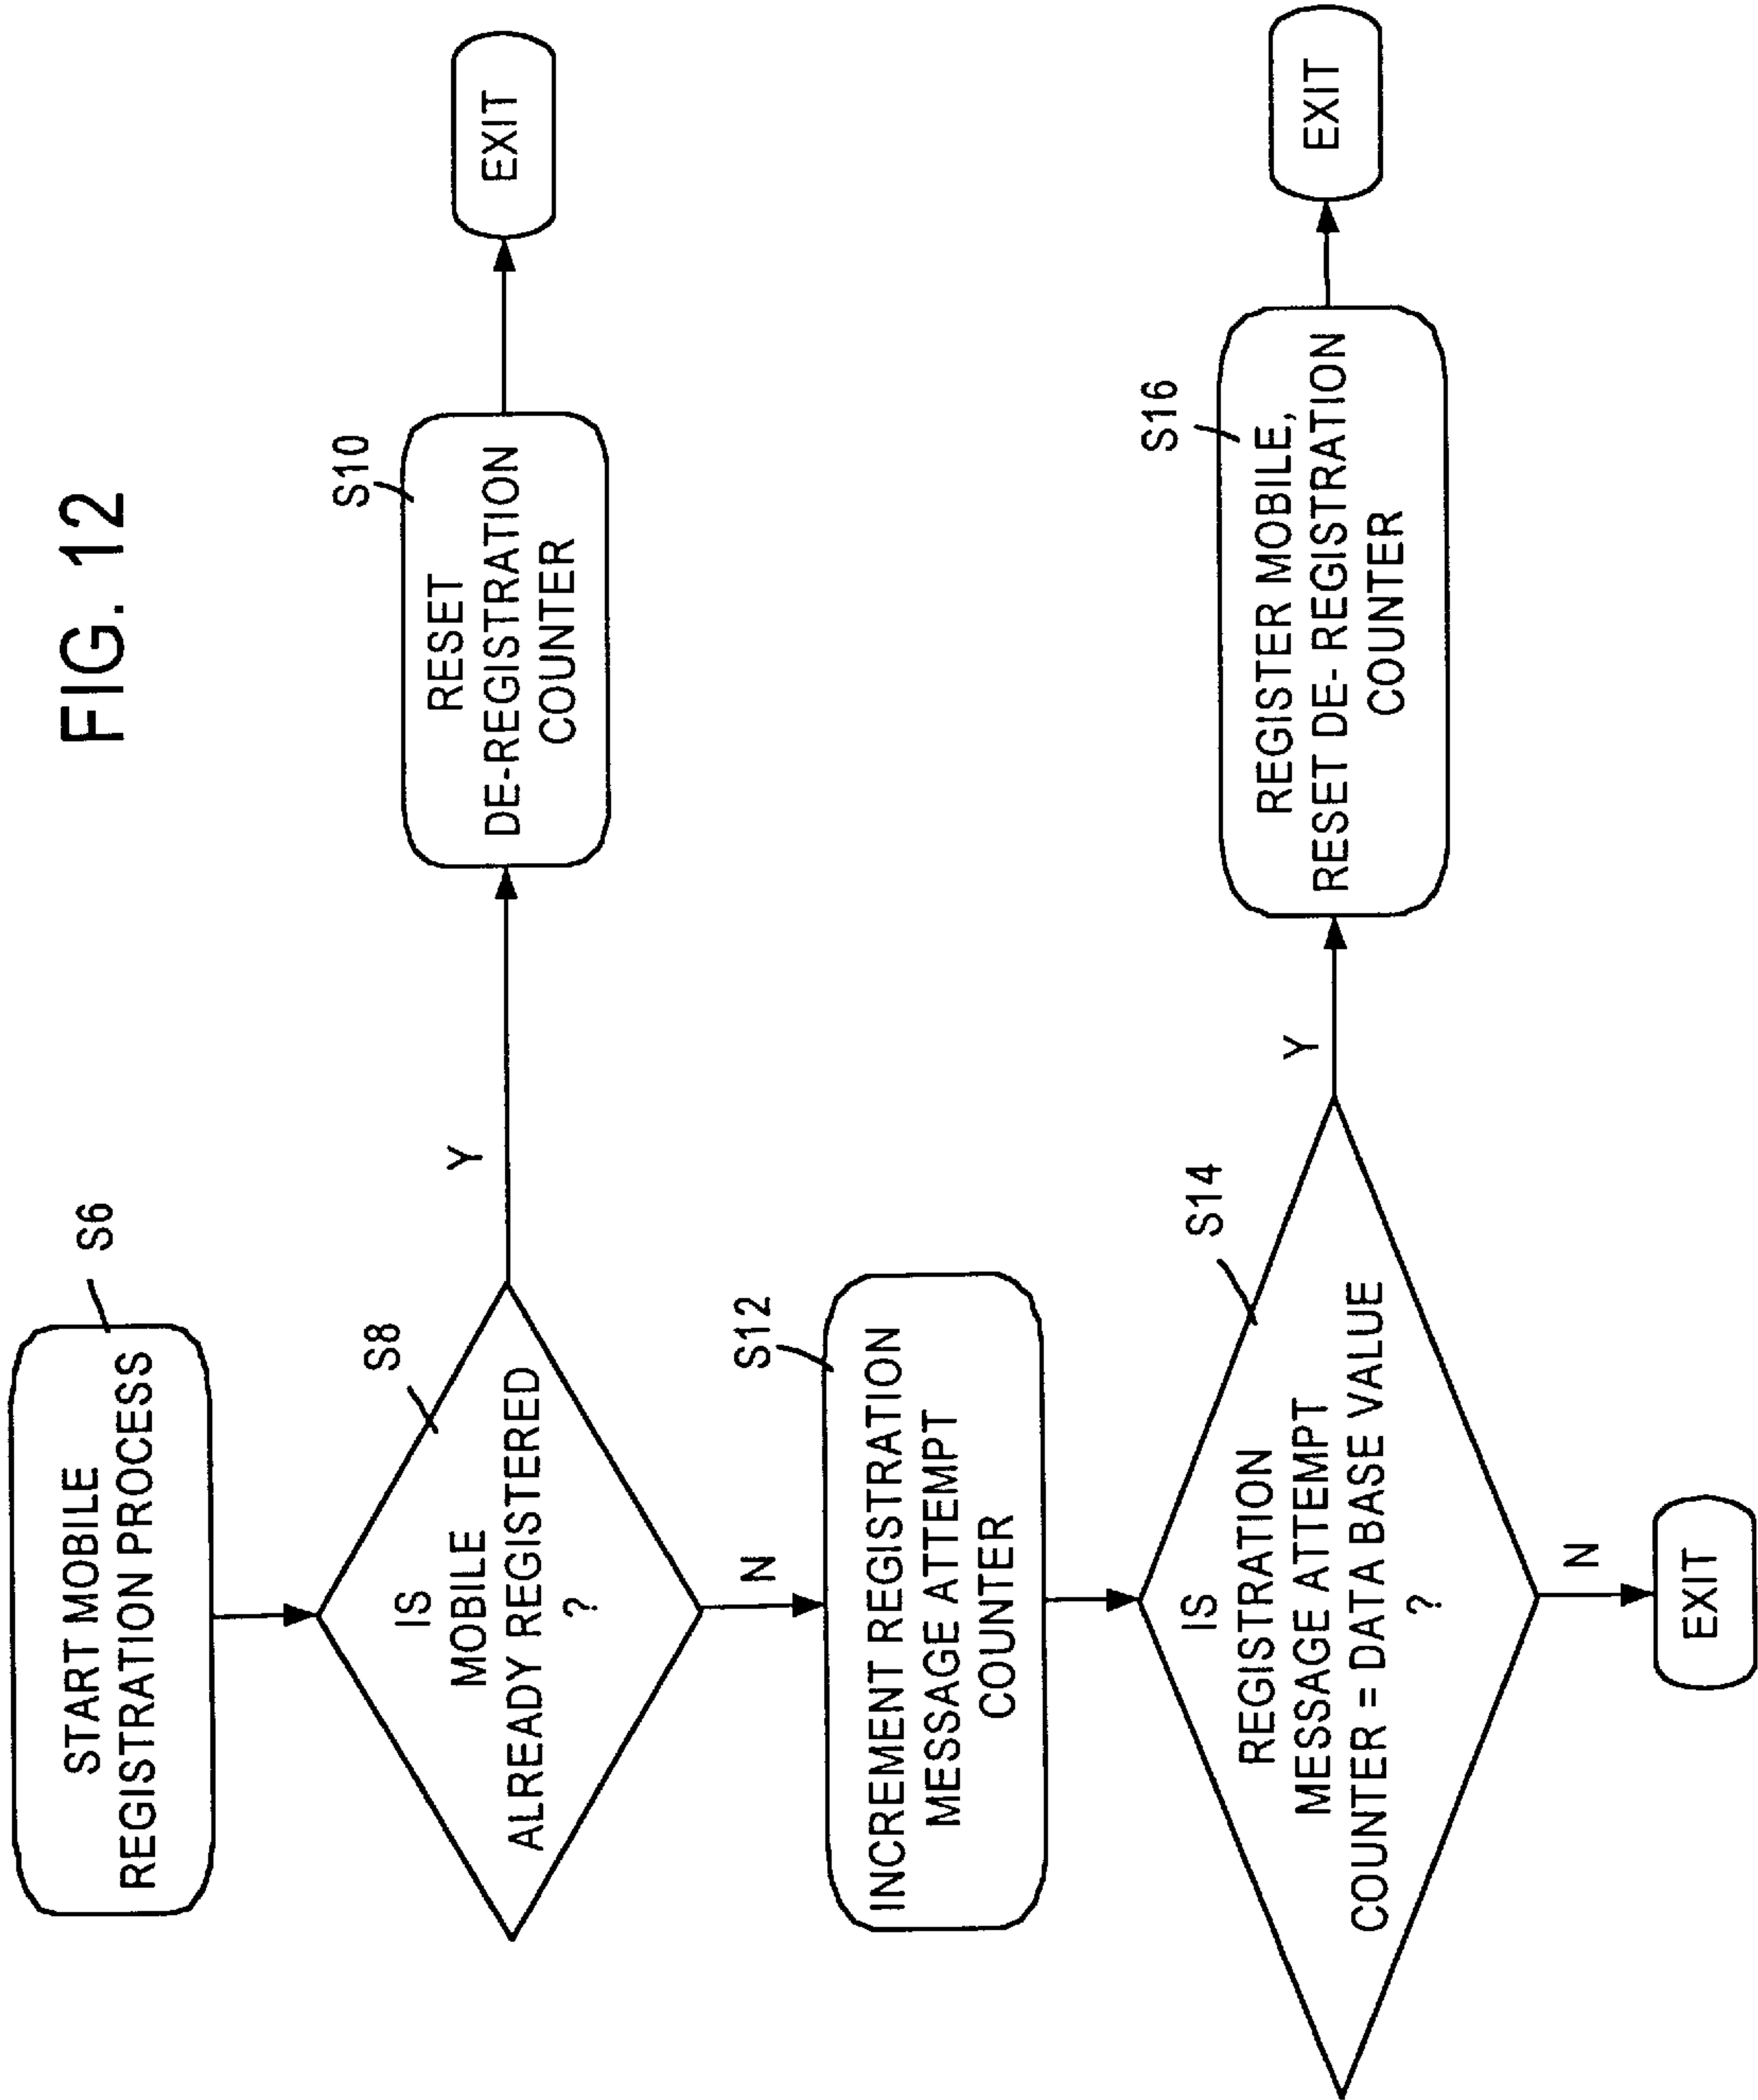 FIG. 12
START MOBILE
REGISTRATION PROCESS
S6
IS
MOBILE
ALREADY REGISTERED
?
S8
Y
RESET
DE-REGISTRATION
COUNTER
S10
EXIT
N
INCREMENT REGISTRATION
MESSAGE ATTEMPT
COUNTER
S12
IS
REGISTRATION
MESSAGE ATTEMPT
COUNTER = DATA BASE VALUE
?
S14
Y
REGISTER MOBILE,
RESET DE- REGISTRATION
COUNTER
S16
EXIT
N
EXIT